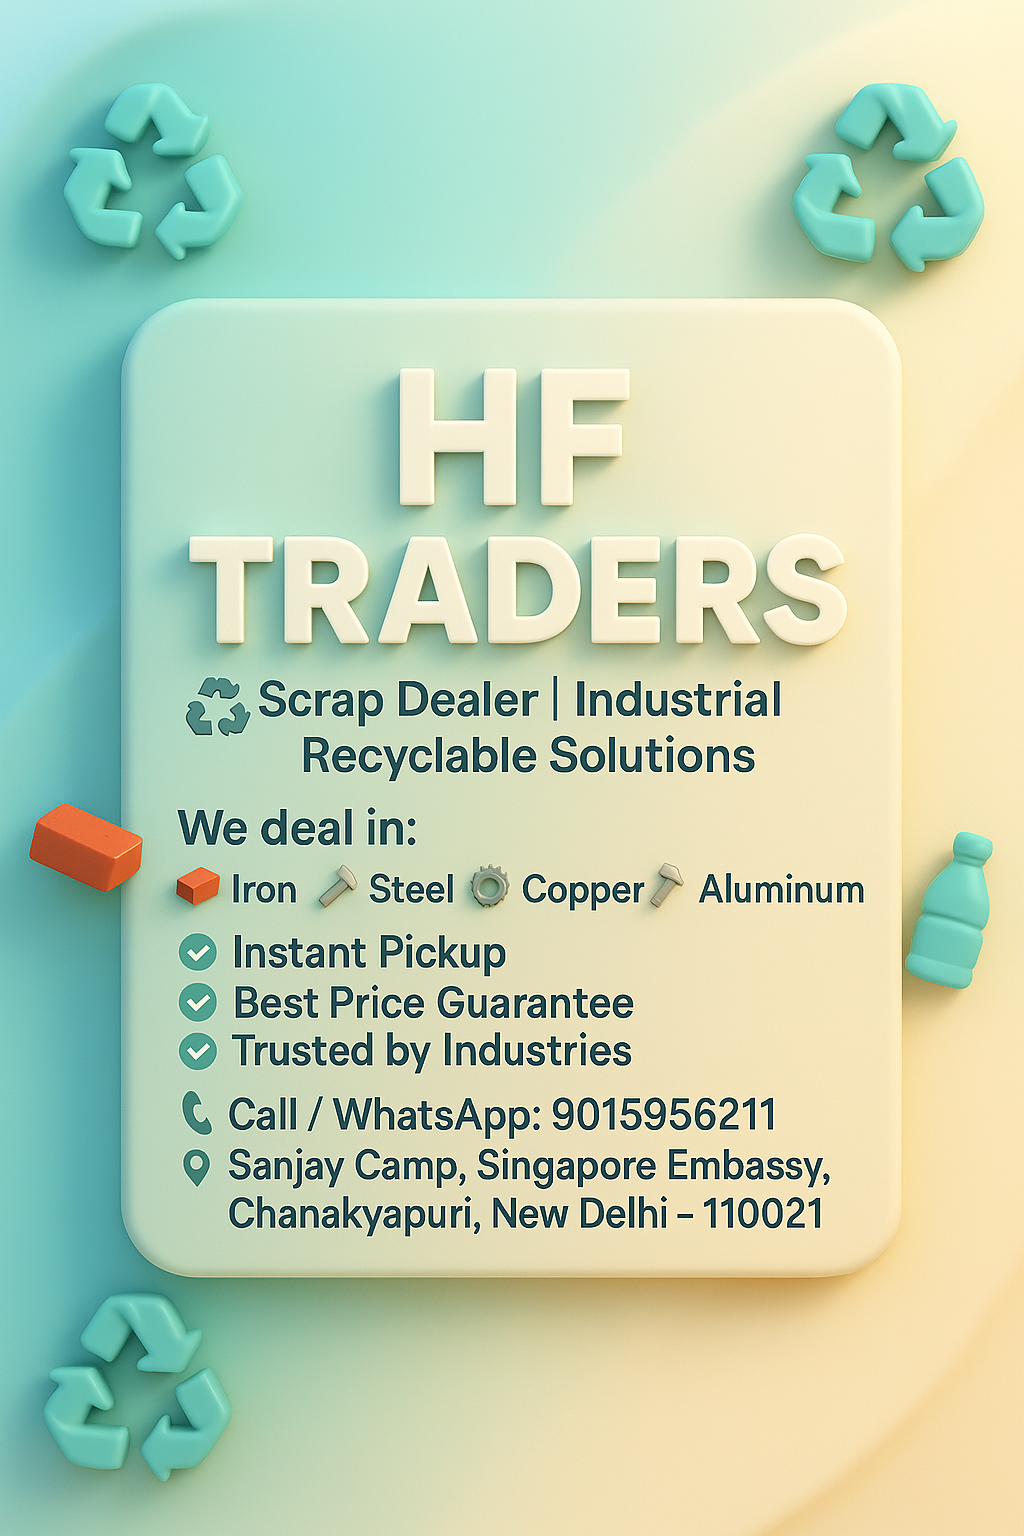 HF
TRADERS
Scrap Dealer | Industrial
Recyclable Solutions
We deal in:
Iron Steel Copper Aluminum
Instant Pickup
Best Price Guarantee
Trusted by Industries
Call / WhatsApp: 9015956211
Sanjay Camp, Singapore Embassy,
Chanakyapuri, New Delhi – 110021